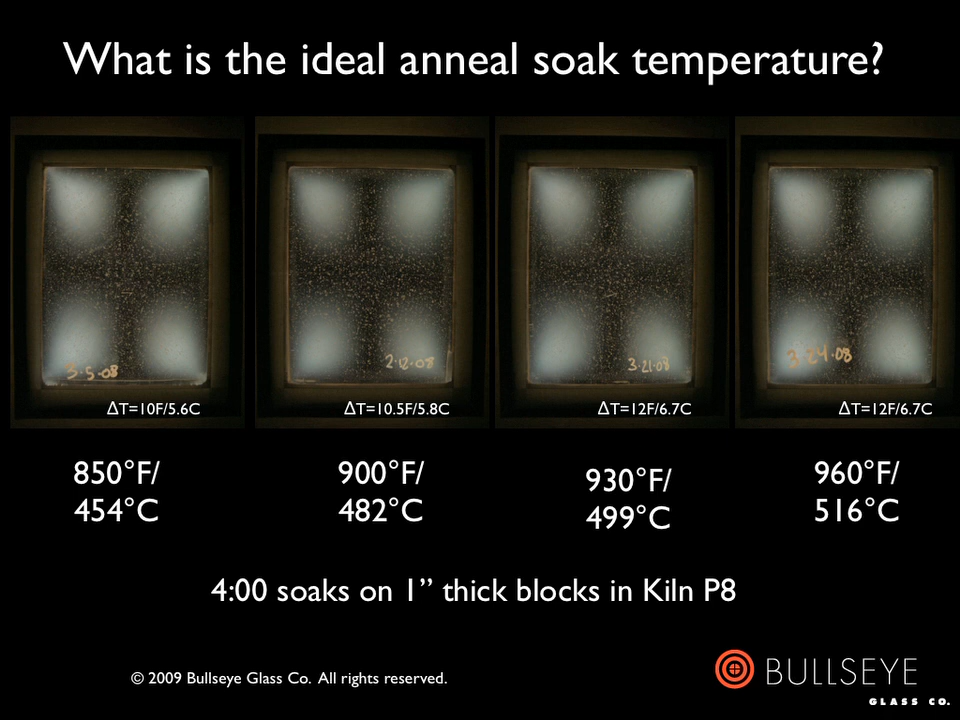 What is the ideal anneal soak temperature?
3·5·08
2·12·08
3·21·08
3·24·08
ΔT=10F/5.6C
ΔT=10.5F/5.8C
ΔT=12F/6.7C
ΔT=12F/6.7C
850°F/
454°C
900°F/
482°C
930°F/
499°C
960°F/
516°C
4:00 soaks on 1” thick blocks in Kiln P8
© 2009 Bullseye Glass Co. All rights reserved.
BULLSEYE
GLASS CO.